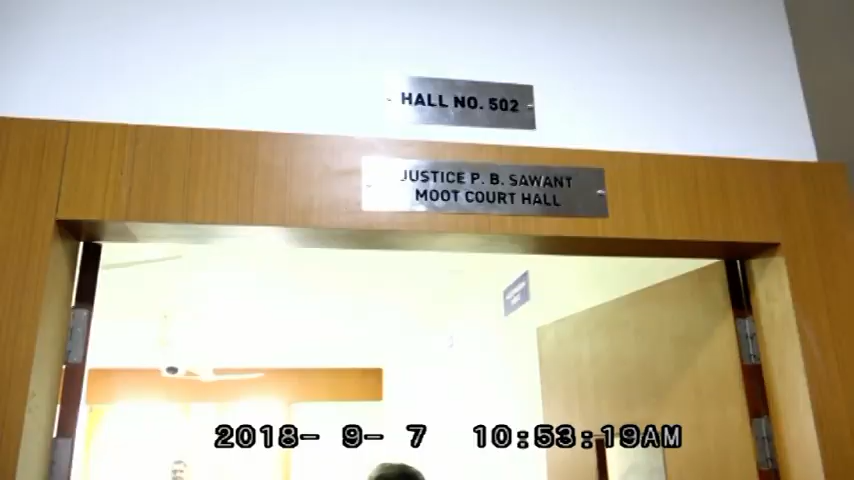 HALL NO. 502
JUSTICE P. B. SAWANT
MOOT COURT HALL
2018- 9- 7 10:53:19AM